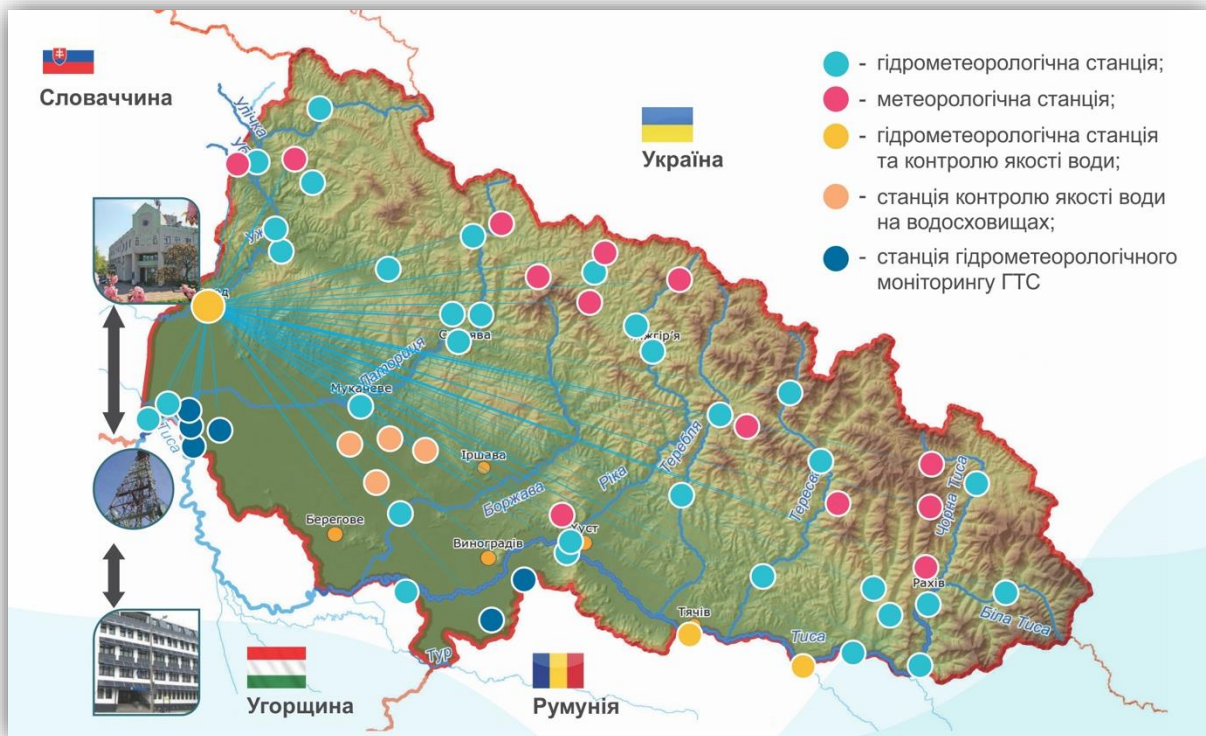 Словаччина
Україна
- гідрометеорологічна станція;
- метеорологічна станція;
- гідрометеорологічна станція
та контролю якості води;
- станція контролю якості води
на водосховищах;
- станція гідрометеорологічного
моніторингу ГТС
Улічка
Латориця
Мукачеве
Тиса
Іршава
Боржава
Ріка
Теребля
Чорна Тиса
Берегове
Виноградів
Рахів
Біла Тиса
Тячів
Тиса
Тур
Угорщина
Румунія